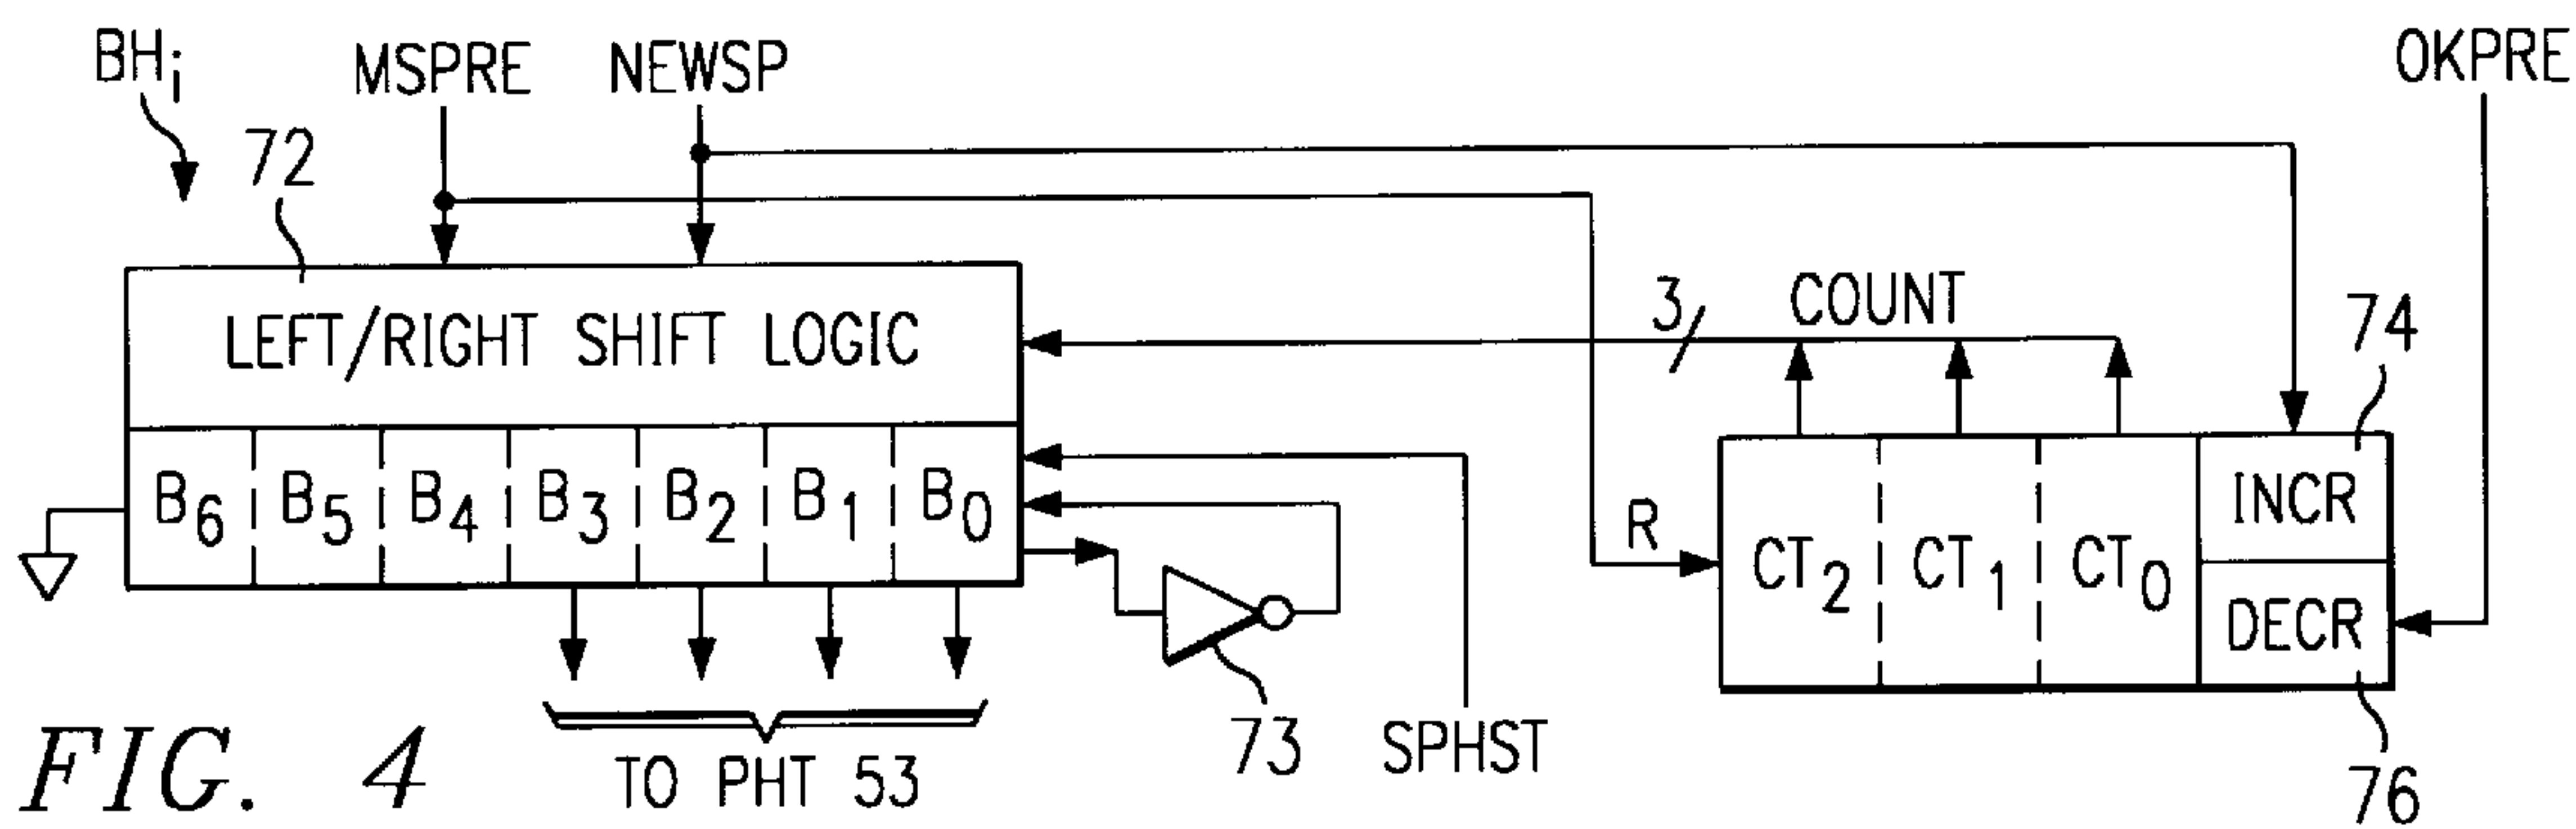 BHi
MSPRE
NEWSP
OKPRE
72
LEFT/RIGHT SHIFT LOGIC
3
COUNT
74
B6 B5 B4 B3 B2 B1 B0
R
CT2 CT1 CT0
INCR
DECR
73
SPHST
76
TO PHT 53
FIG. 4